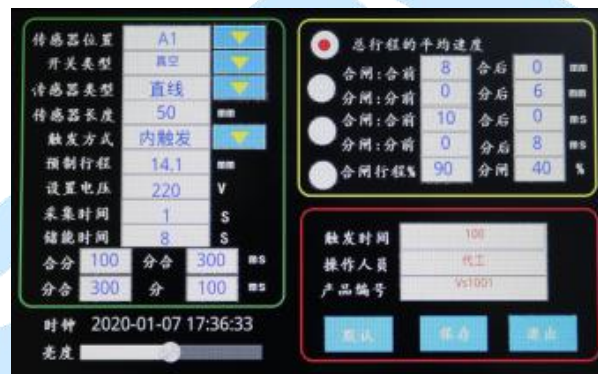 传感器位置 A1
开关类型 真空
传感器类型 直线
传感器长度 50 mm
触发方式 内触发
预制行程 14.1 mm
设置电压 220 V
采集时间 1 S
储能时间 8 S
合分 100 分合 300 ms
分合 300 分 100 ms
时钟 2020-01-07 17:36:33
亮度
总行程的平均速度
合闸:合前 8 合后 0 mm
分闸:分前 0 分后 6 mm
合闸:合前 10 合后 0 ms
分闸:分前 0 分后 8 ms
合闸行程% 90 分闸 40 %
触发时间 100
操作人员 代工
产品编号 Vs1001
默认 保存 退出